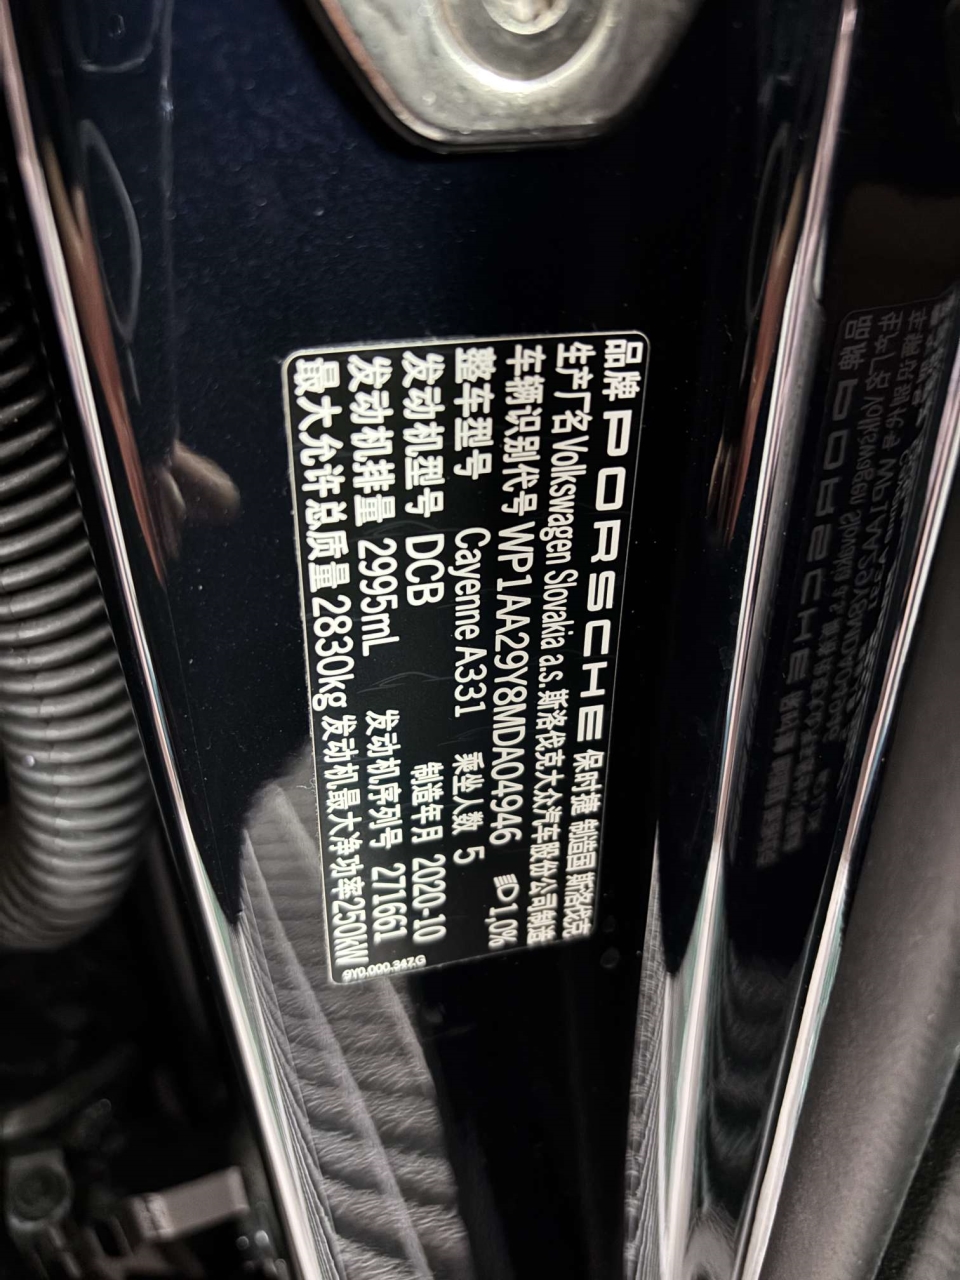 品牌 PORSCHE 保时捷 制造国 斯洛伐克
生产厂名 Volkswagen Slovakia a.s. 斯洛伐克大众汽车股份公司制造
车辆识别代号 WP1AA29Y8MDA04946 1,0%
整车型号 Cayenne A331 乘坐人数 5
发动机型号 DCB 制造年月 2020-10
发动机排量 2995mL 发动机序列号 271661
最大允许总质量 2830kg 发动机最大净功率250kW
9Y0.000.347.G